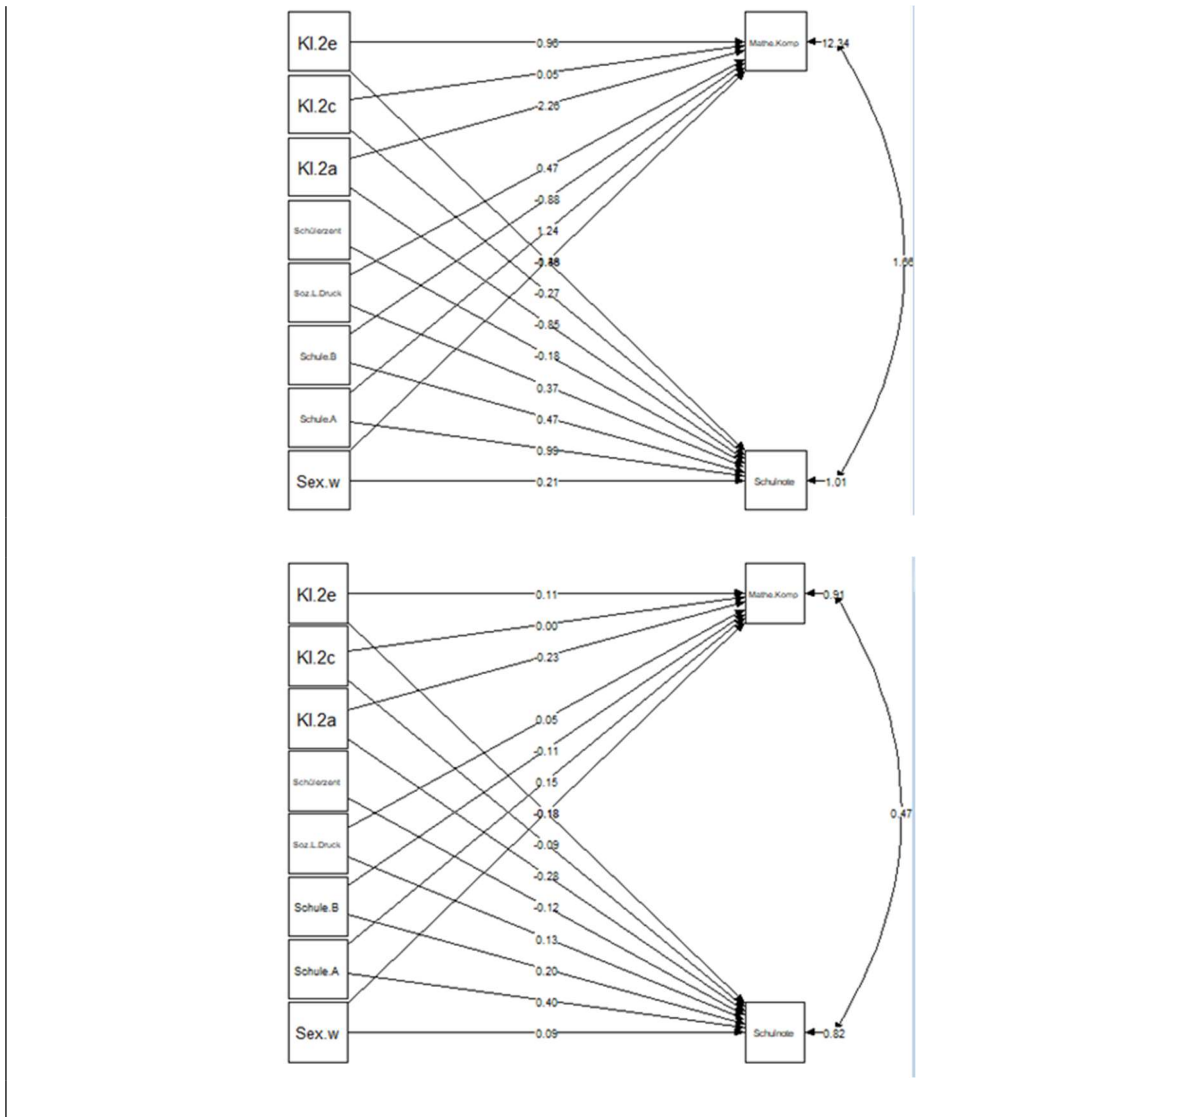 Kl.2e
0.96
Mathe.Komp
12.34
Kl.2c
0.05
Kl.2a
-2.26
0.47
-0.88
Schülerzent
1.24
1.66
Soz.L.Druck
-0.27
-0.85
Schule.B
-0.18
0.37
Schule.A
0.47
0.99
Sex.w
0.21
Schulnote
1.01
Kl.2e
0.11
Mathe.Komp
0.91
Kl.2c
0.00
Kl.2a
-0.23
0.05
-0.11
Schülerzent
0.15
-0.18
0.47
Soz.L.Druck
-0.09
-0.28
Schule.B
-0.12
0.13
Schule.A
0.20
0.40
Sex.w
0.09
Schulnote
0.82